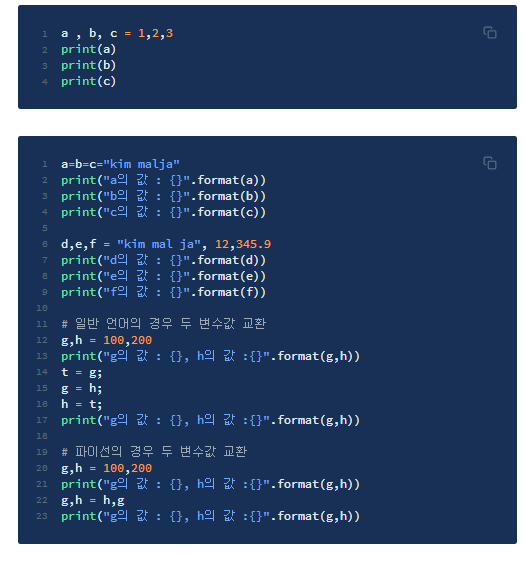 1 a , b, c = 1,2,3
2 print(a)
3 print(b)
4 print(c)
1 a=b=c="kim malja"
2 print("a의 값 : {}".format(a))
3 print("b의 값 : {}".format(b))
4 print("c의 값 : {}".format(c))
5
6 d,e,f = "kim mal ja", 12,345.9
7 print("d의 값 : {}".format(d))
8 print("e의 값 : {}".format(e))
9 print("f의 값 : {}".format(f))
10
11 # 일반 언어의 경우 두 변수값 교환
12 g,h = 100,200
13 print("g의 값 : {}, h의 값 :{}".format(g,h))
14 t = g;
15 g = h;
16 h = t;
17 print("g의 값 : {}, h의 값 :{}".format(g,h))
18
19 # 파이선의 경우 두 변수값 교환
20 g,h = 100,200
21 print("g의 값 : {}, h의 값 :{}".format(g,h))
22 g,h = h,g
23 print("g의 값 : {}, h의 값 :{}".format(g,h))